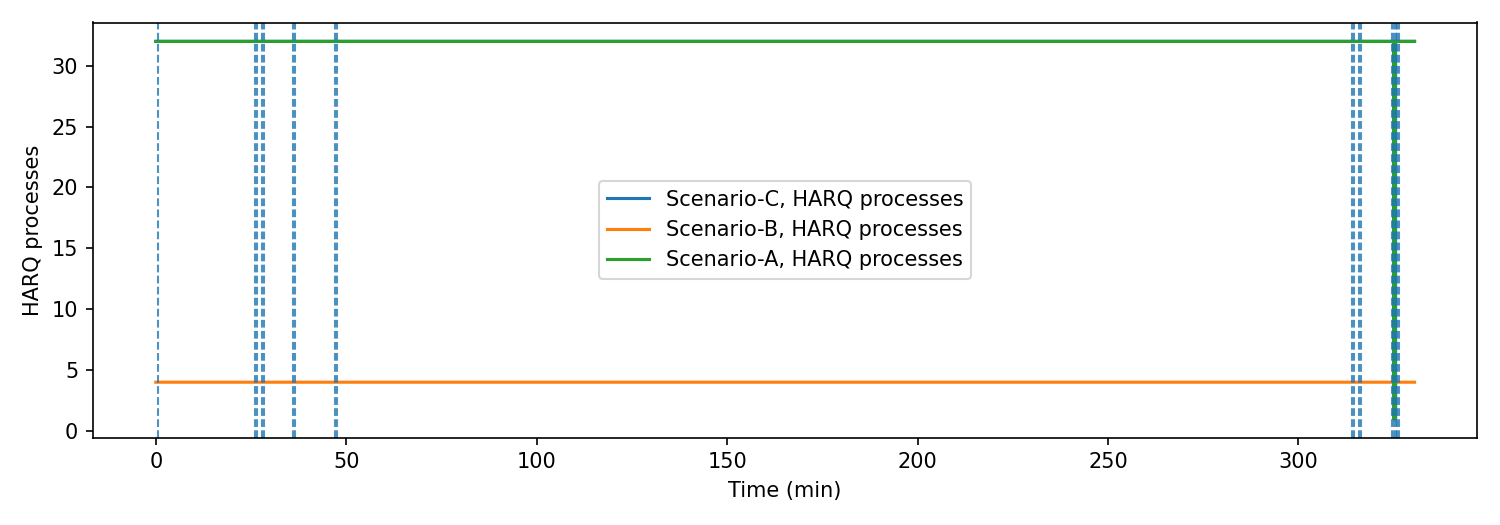 HARQ processes
30
25
20
15
10
5
0
Scenario-C, HARQ processes
Scenario-B, HARQ processes
Scenario-A, HARQ processes
0 50 100 150 200 250 300
Time (min)